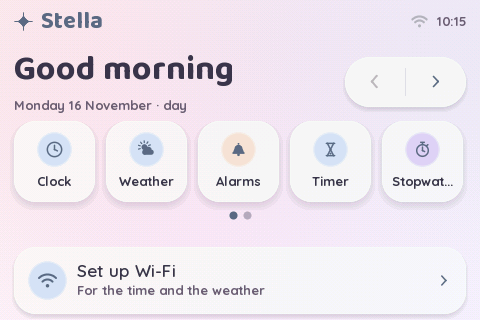 Stella
10:15
Good morning
Monday 16 November · day
Clock
Weather
Alarms
Timer
Stopwat...
Set up Wi-Fi
For the time and the weather